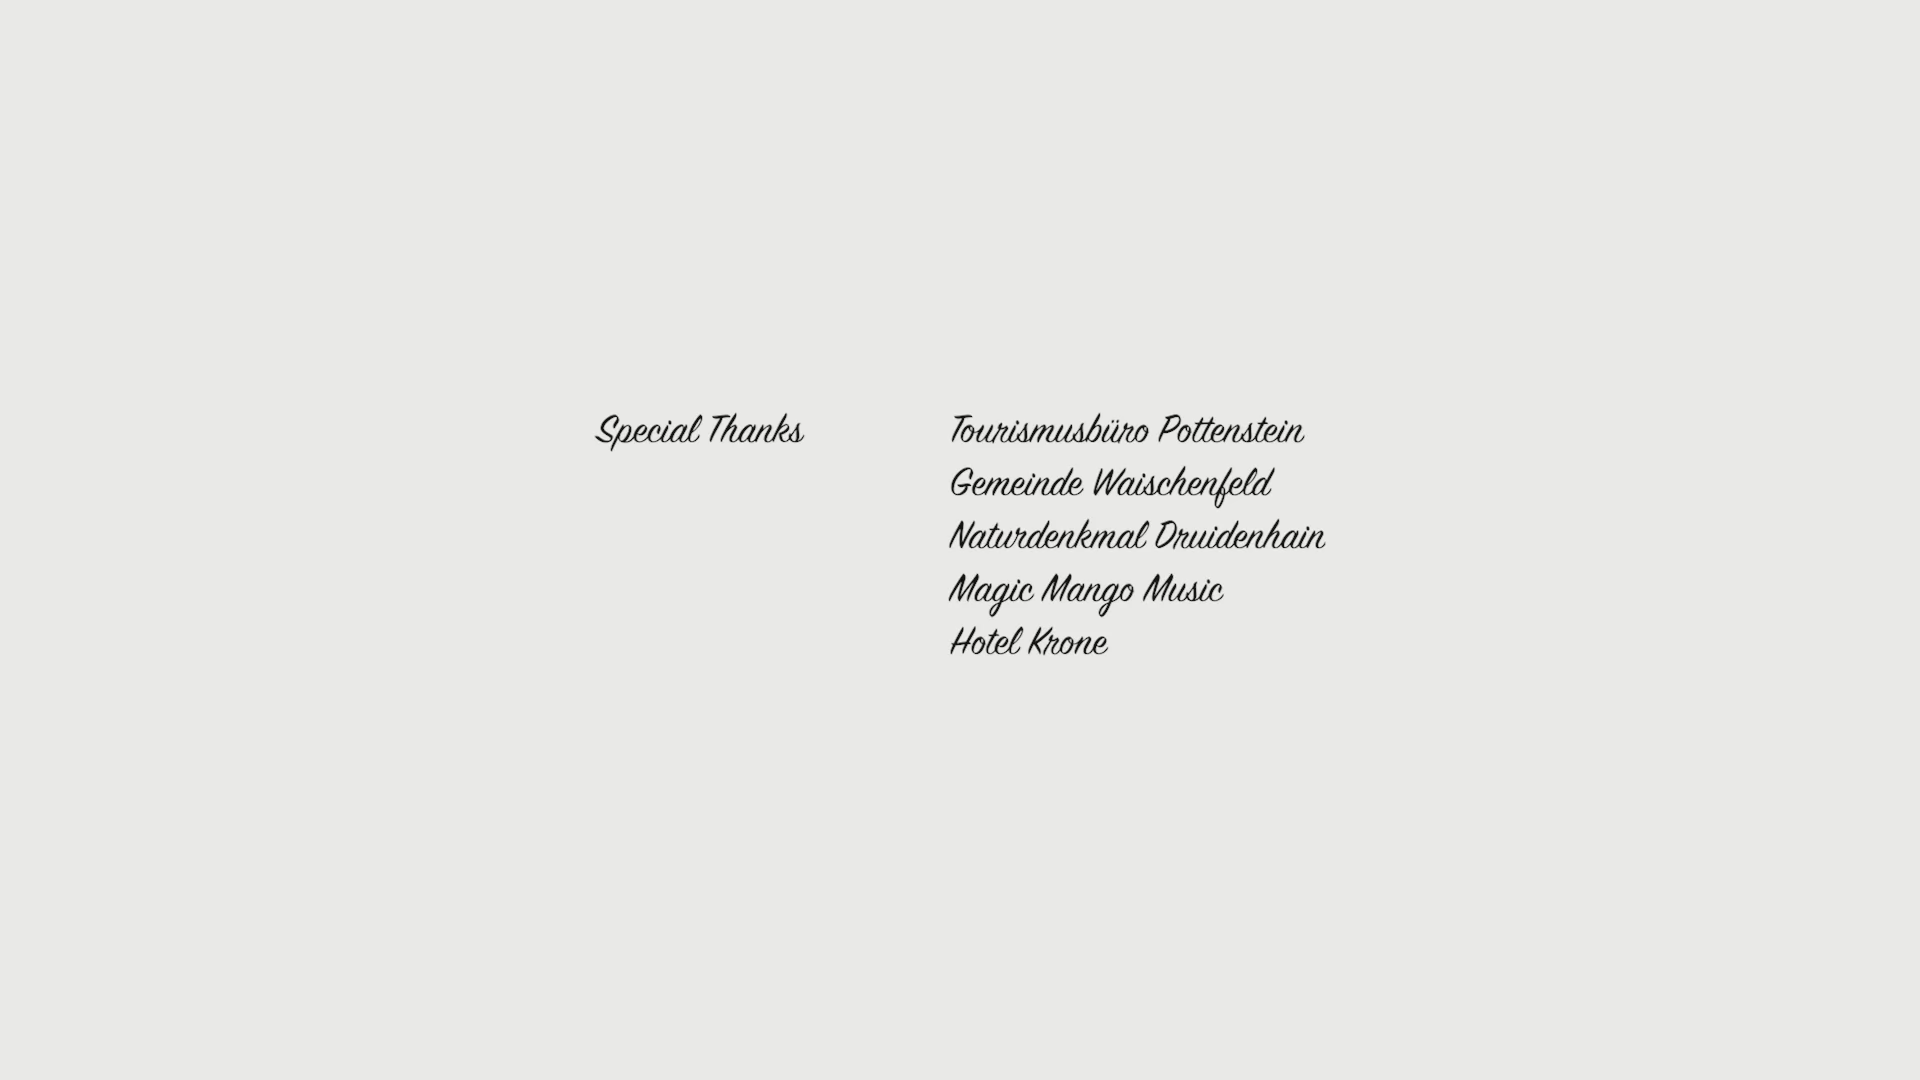 Special Thanks
Tourismusbüro Pottenstein
Gemeinde Waischenfeld
Naturdenkmal Druidenhain
Magic Mango Music
Hotel Krone